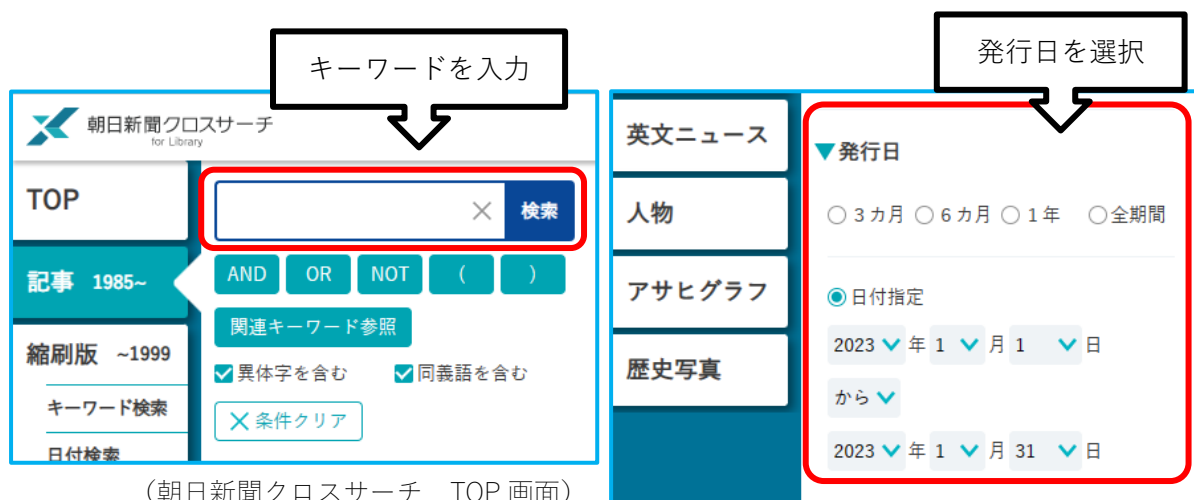 キーワードを入力
朝日新聞クロスサーチ
for Library
TOP
検索
記事 1985~
AND OR NOT ( )
関連キーワード参照
縮刷版 ~1999
異体字を含む 同義語を含む
キーワード検索
条件クリア
日付検索
(朝日新聞クロスサーチ TOP 画面)
発行日を選択
英文ニュース
人物
アサヒグラフ
歴史写真
▼発行日
3カ月 6カ月 1年 全期間
日付指定
2023 年 1 月 1 日
から
2023 年 1 月 31 日